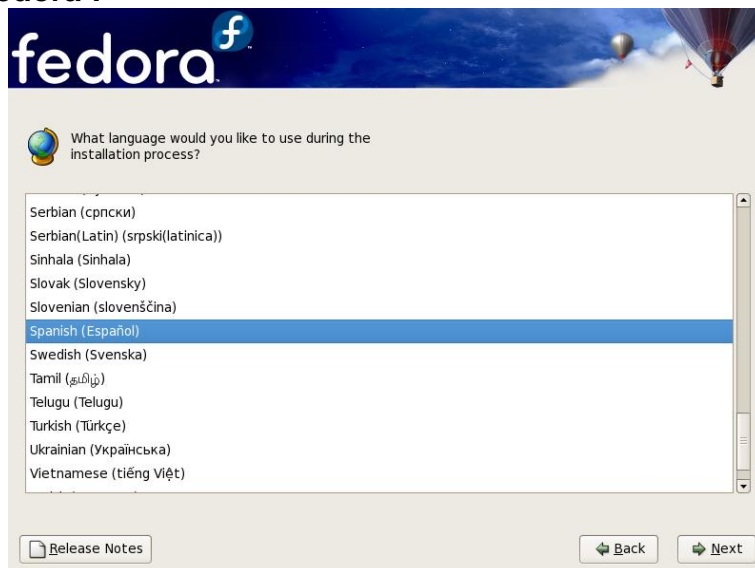 fedora
What language would you like to use during the
installation process?
Serbian (српски)
Serbian(Latin) (srpski(latinica))
Sinhala (Sinhala)
Slovak (Slovensky)
Slovenian (slovenščina)
Spanish (Español)
Swedish (Svenska)
Tamil (தமிழ்)
Telugu (Telugu)
Turkish (Türkçe)
Ukrainian (Українська)
Vietnamese (tiếng Việt)
Release Notes
Back
Next